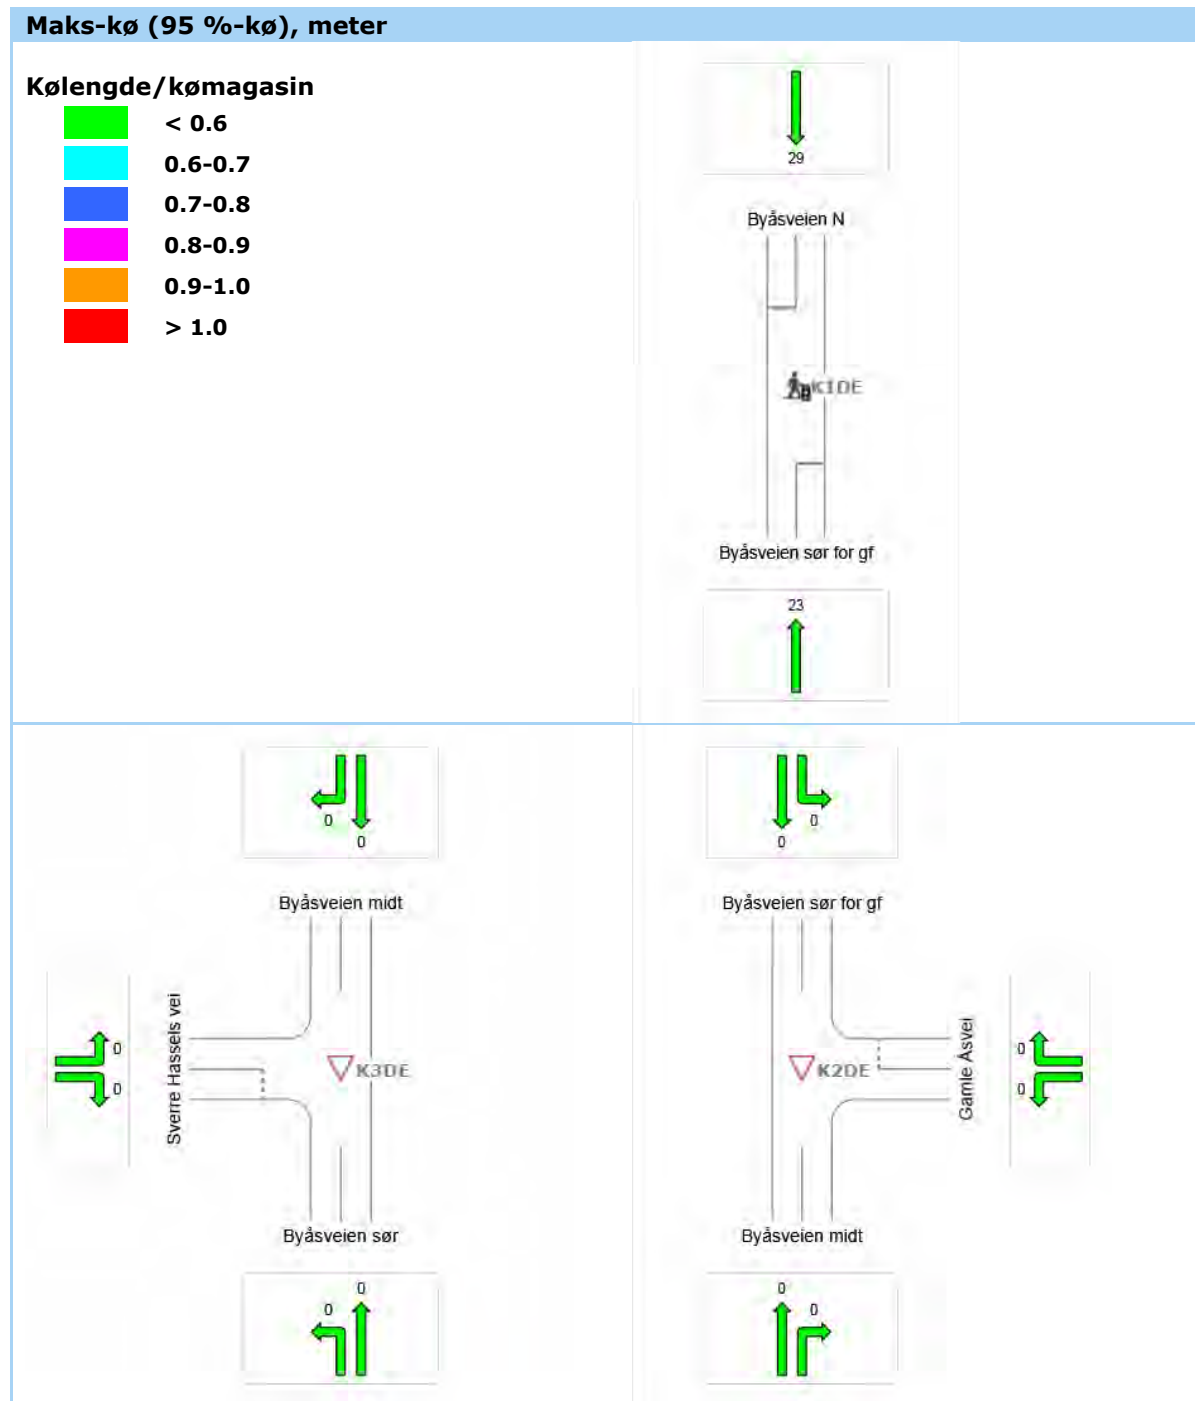 Maks-kø (95 %-kø), meter
Kølengde/kømagasin
< 0.6
0.6-0.7
0.7-0.8
0.8-0.9
0.9-1.0
> 1.0
29
Byåsveien N
K1DE
Byåsveien sør for gf
23
0
0
Byåsveien midt
Sverre Hassels vei
0
0
K3DE
Byåsveien sør
0
0
0
0
Byåsveien sør for gf
K2DE
Gamle Åsvei
0
0
Byåsveien midt
0
0